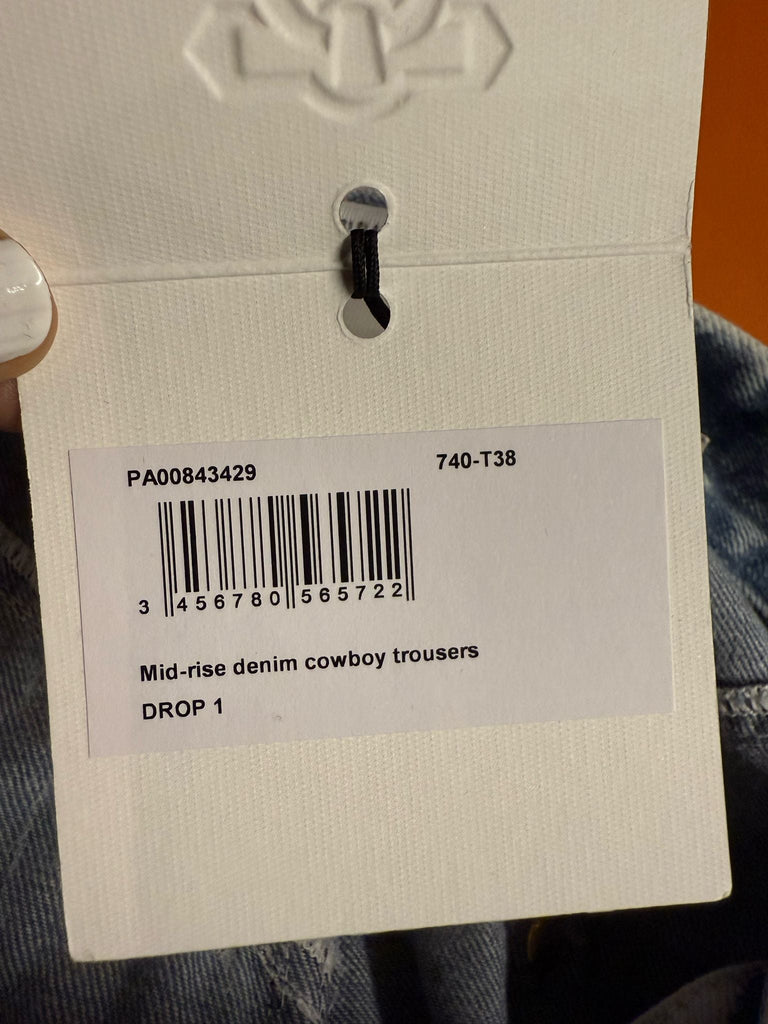 PA00843429 740-T38
3 456780 565722
Mid-rise denim cowboy trousers
DROP 1